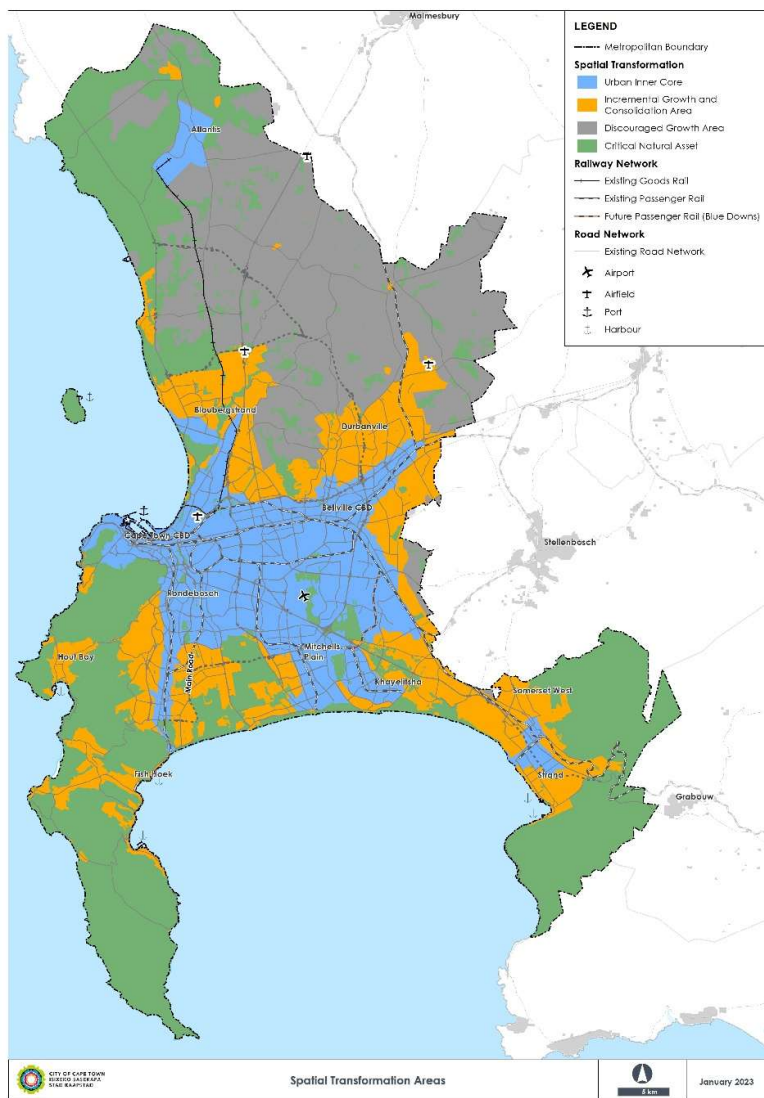 Malmesbury
LEGEND
Metropolitan Boundary
Spatial Transformation
Urban Inner Core
Incremental Growth and
Consolidation Area
Discouraged Growth Area
Critical Natural Asset
Railway Network
Existing Goods Rail
Existing Passenger Rail
Future Passenger Rail (Blue Downs)
Road Network
Existing Road Network
Airport
Airfield
Port
Harbour
Atlantis
Bloubergstrand
Durbanville
Bellville CBD
Cape Town CBD
Stellenbosch
Rondebosch
Main Road
Mitchells
Plain
Hout Bay
Khayelitsha
Somerset West
Fish Hoek
Strand
Grabouw
CITY OF CAPE TOWN
ISIXEKO SASEKAPA
STAD KAAPSTAD
Spatial Transformation Areas
5 km
January 2023